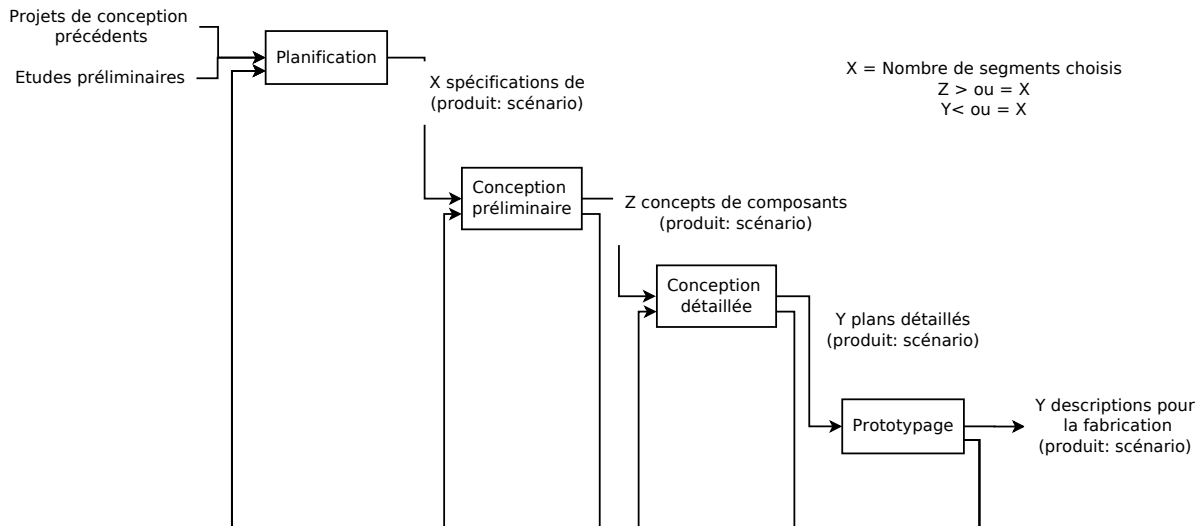 Projets de conception
précédents
Etudes préliminaires
Planification
X spécifications de
(produit: scénario)
X = Nombre de segments choisis
Z > ou = X
Y< ou = X
Conception
préliminaire
Z concepts de composants
(produit: scénario)
Conception
détaillée
Y plans détaillés
(produit: scénario)
Prototypage
Y descriptions pour
la fabrication
(produit: scénario)